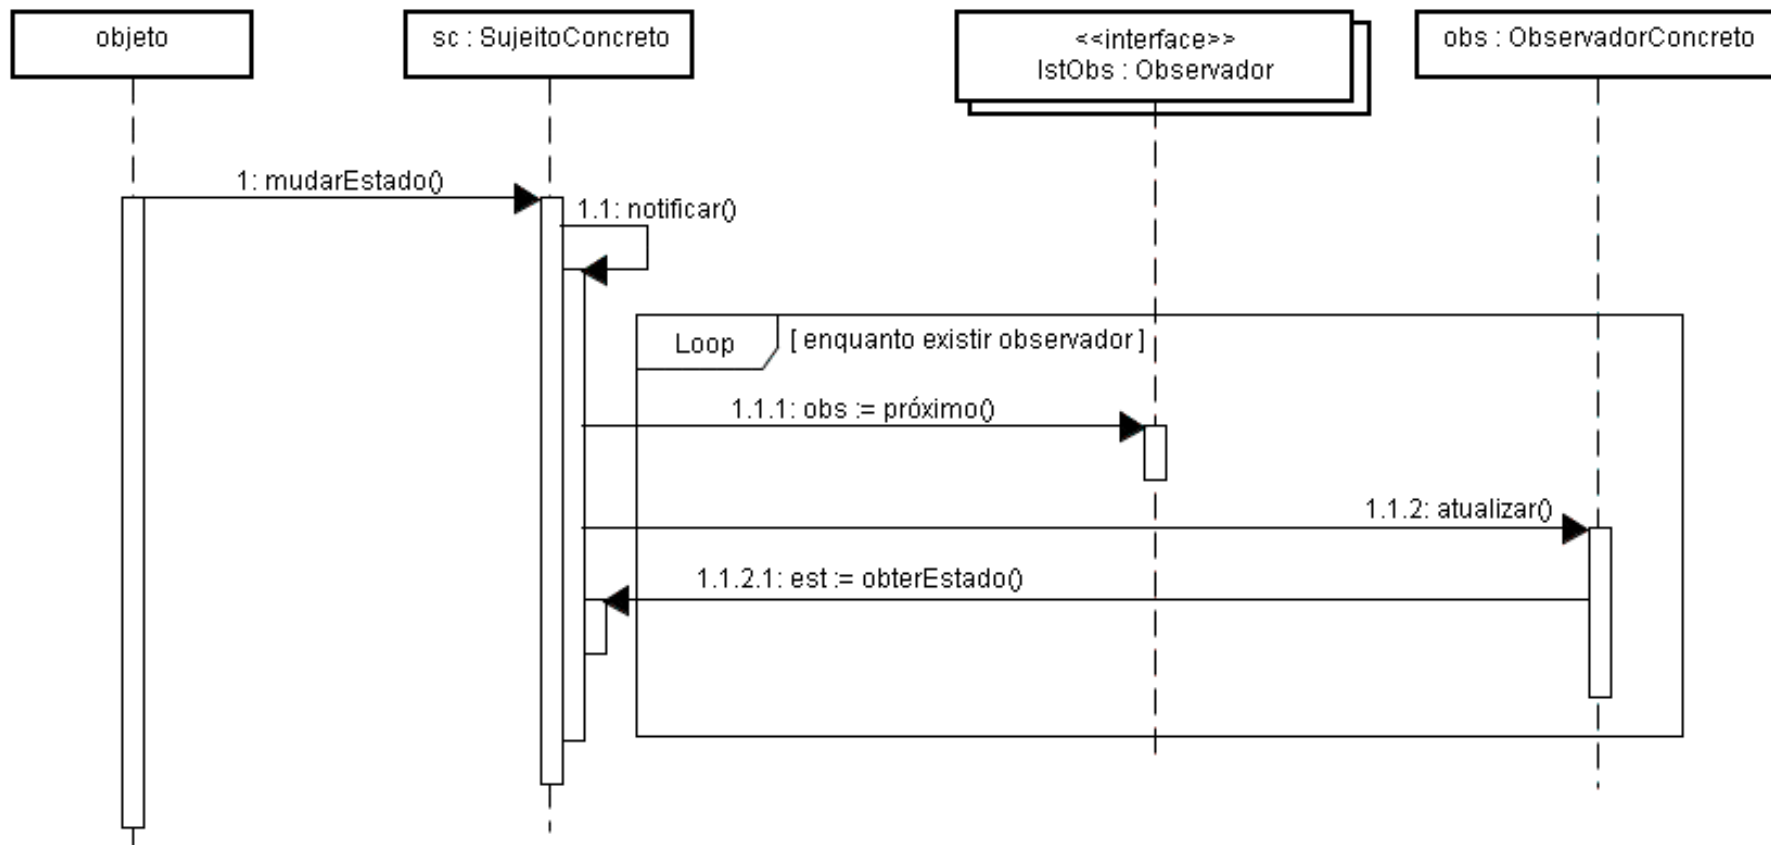 objeto
sc : SujeitoConcreto
<<interface>>
lstObs : Observador
obs : ObservadorConcreto
1: mudarEstado()
1.1: notificar()
Loop
[ enquanto existir observador ]
1.1.1: obs := próximo()
1.1.2: atualizar()
1.1.2.1: est := obterEstado()